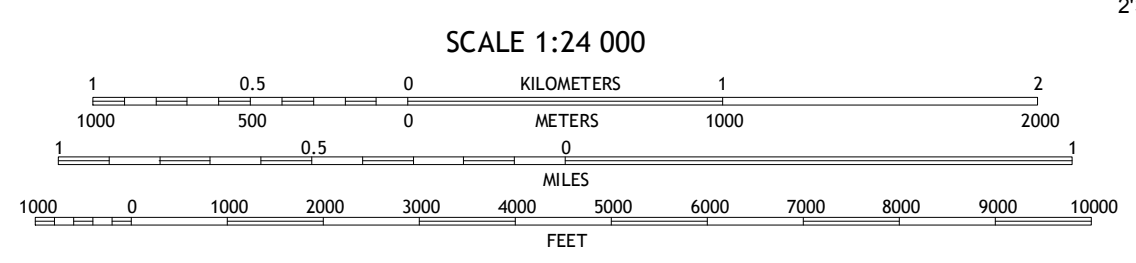 2'
SCALE 1:24 000
1 0.5 0 KILOMETERS 1 2
1000 500 0 METERS 1000 2000
1 0.5 0 1
MILES
1000 0 1000 2000 3000 4000 5000 6000 7000 8000 9000 10000
FEET